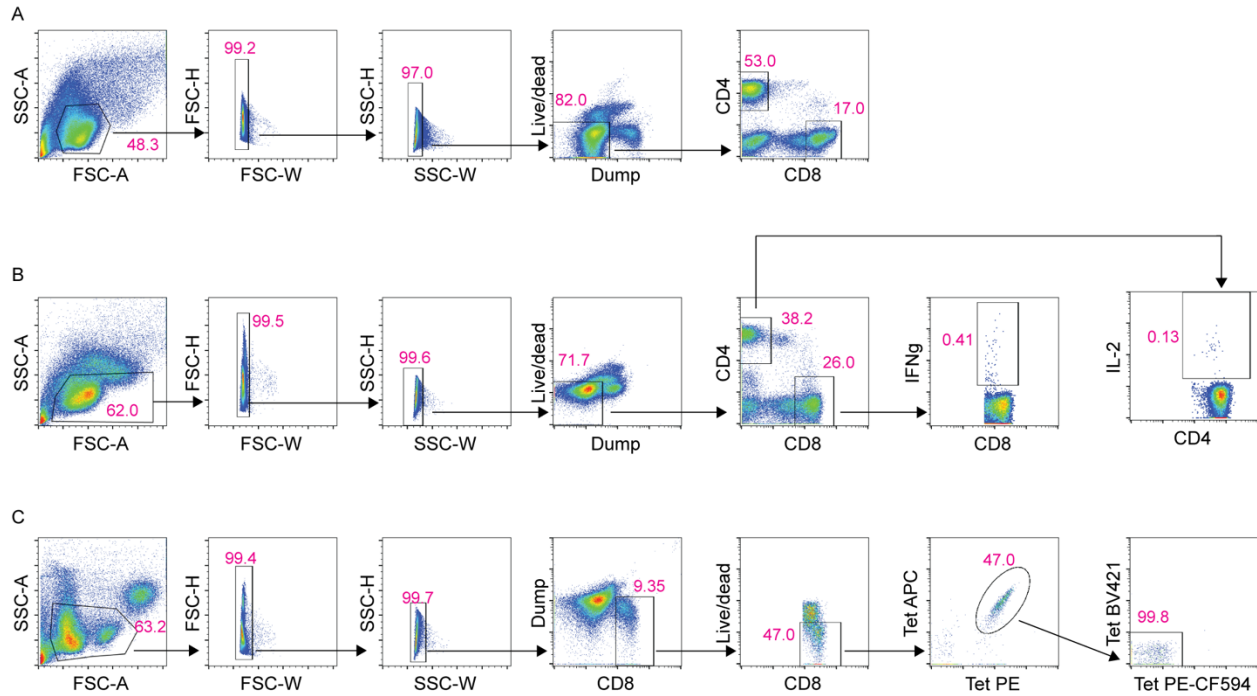 A
SSC-A
48.3
FSC-A
99.2
FSC-H
FSC-W
97.0
SSC-H
SSC-W
82.0
Live/dead
Dump
53.0
CD4
17.0
CD8
B
SSC-A
62.0
FSC-A
99.5
FSC-H
FSC-W
99.6
SSC-H
SSC-W
71.7
Live/dead
Dump
38.2
CD4
26.0
CD8
0.41
IFNg
CD8
0.13
IL-2
CD4
C
SSC-A
63.2
FSC-A
99.4
FSC-H
FSC-W
99.7
SSC-H
SSC-W
9.35
Dump
CD8
47.0
Live/dead
CD8
47.0
Tet APC
Tet PE
99.8
Tet BV421
Tet PE-CF594